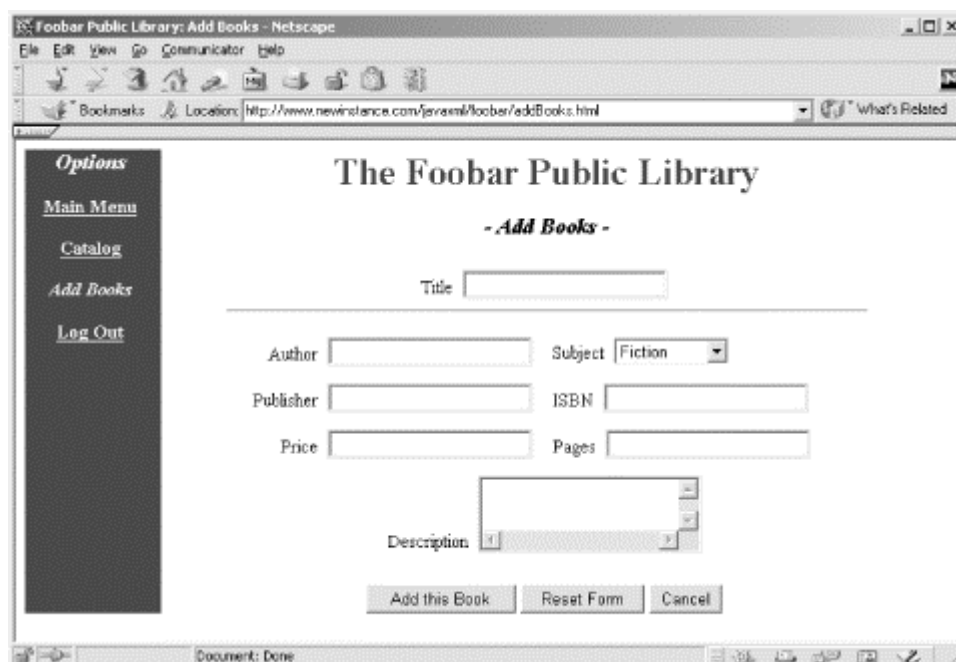 Foobar Public Library: Add Books - Netscape
File Edit View Go Communicator Help
Bookmarks Location: http://www.newinstance.com/javaxml/foobar/addBooks.html What's Related
Options
Main Menu
Catalog
Add Books
Log Out
The Foobar Public Library
- Add Books -
Title
Author Subject Fiction
Publisher ISBN
Price Pages
Description
Add this Book Reset Form Cancel
Document: Done